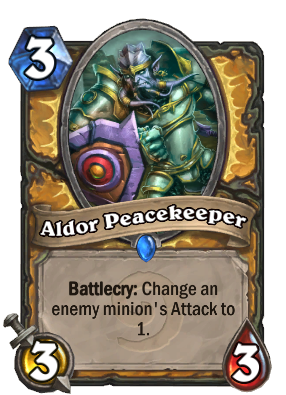 3
Aldor Peacekeeper
Battlecry: Change an
enemy minion's Attack to
1.
3
3